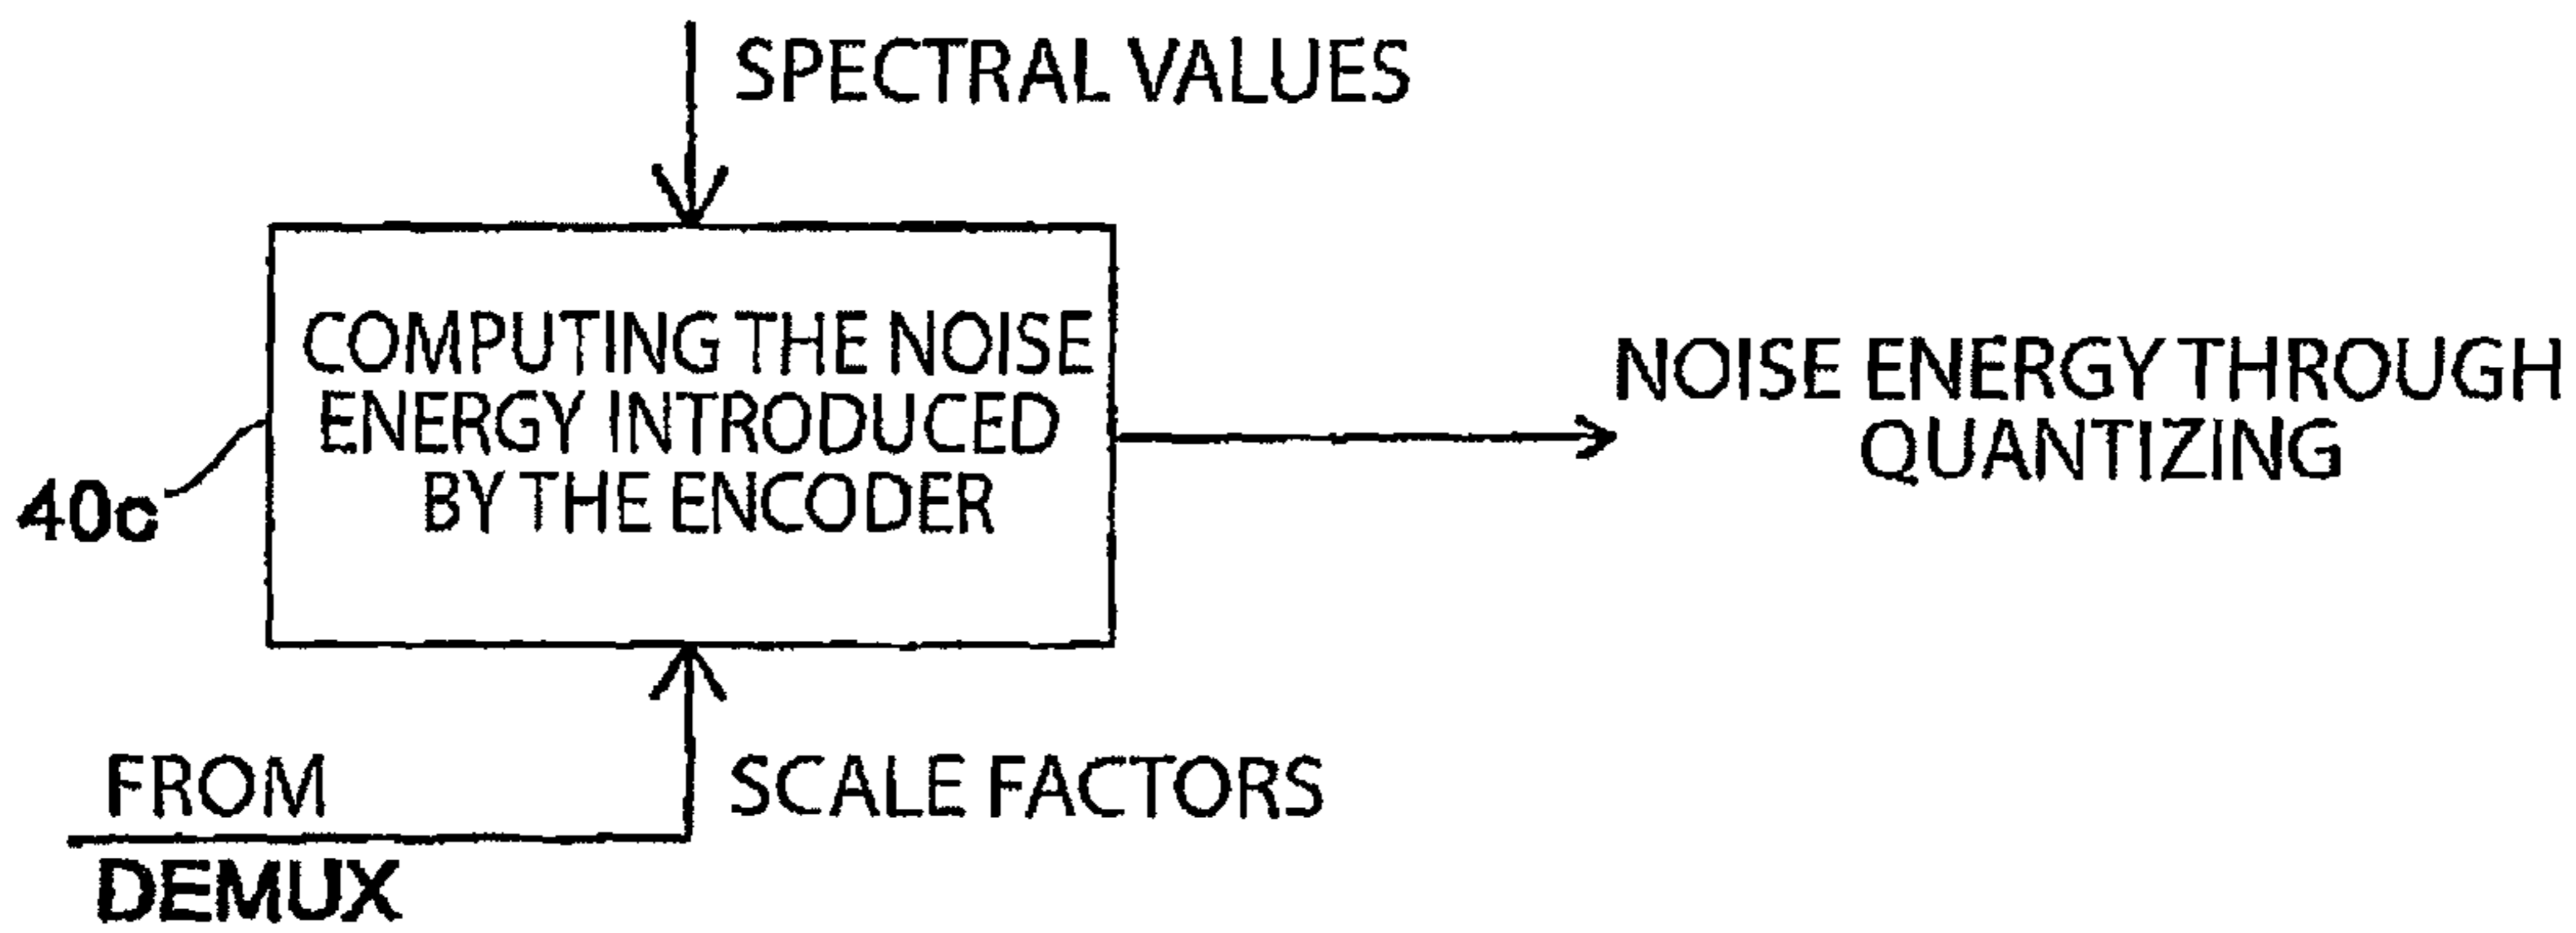 SPECTRAL VALUES
COMPUTING THE NOISE
ENERGY INTRODUCED
BY THE ENCODER
NOISE ENERGY THROUGH
QUANTIZING
40c
FROM
DEMUX
SCALE FACTORS